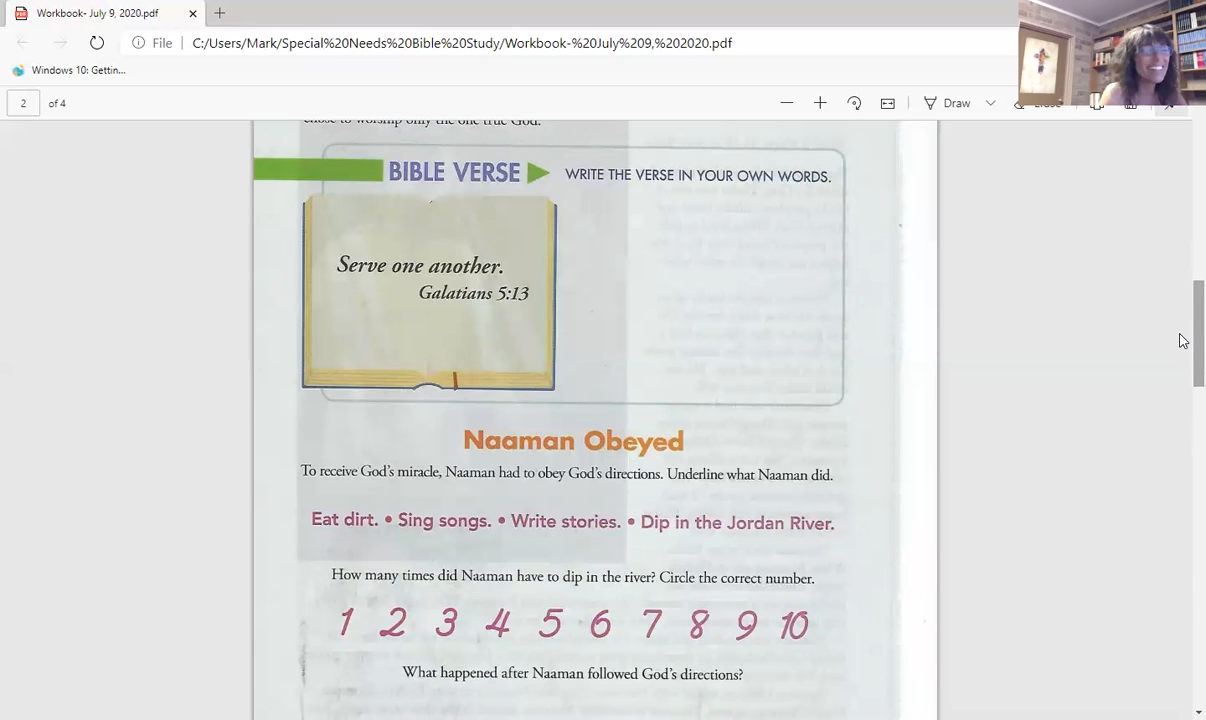 Workbook- July 9, 2020.pdf
File C:/Users/Mark/Special%20Needs%20Bible%20Study/Workbook-%20July%209,%202020.pdf
Windows 10: Gettin...
2 of 4
Draw
chose to worship only the one true God.
BIBLE VERSE WRITE THE VERSE IN YOUR OWN WORDS.
Serve one another.
Galatians 5:13
Naaman Obeyed
To receive God's miracle, Naaman had to obey God's directions. Underline what Naaman did.
Eat dirt. • Sing songs. • Write stories. • Dip in the Jordan River.
How many times did Naaman have to dip in the river? Circle the correct number.
1 2 3 4 5 6 7 8 9 10
What happened after Naaman followed God's directions?